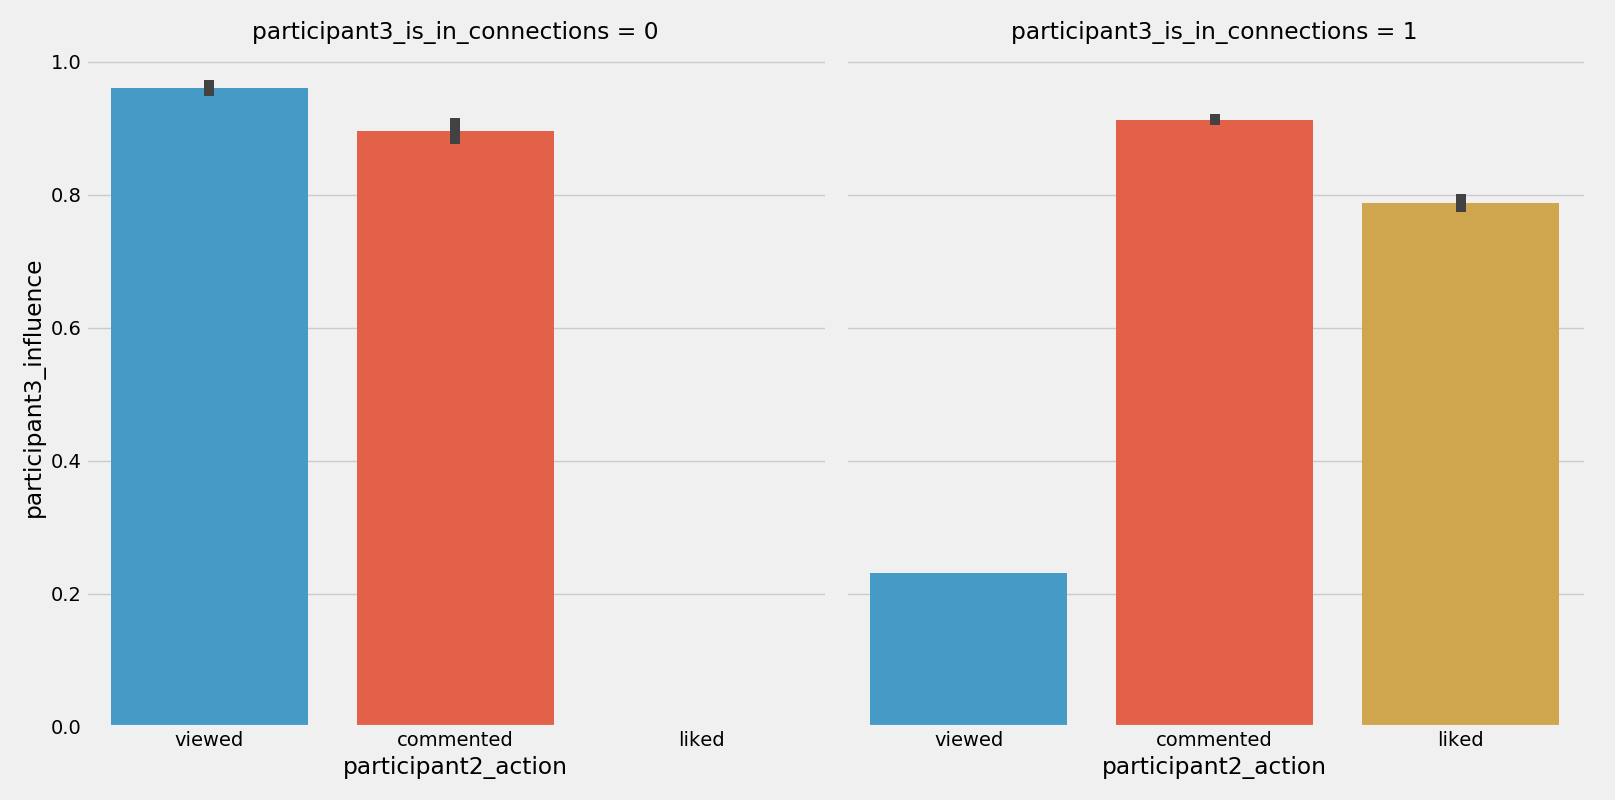 participant3_is_in_connections = 0
participant3_is_in_connections = 1
1.0
0.8
0.6
0.4
0.2
0.0
participant3_influence
viewed commented liked
viewed commented liked
participant2_action
participant2_action